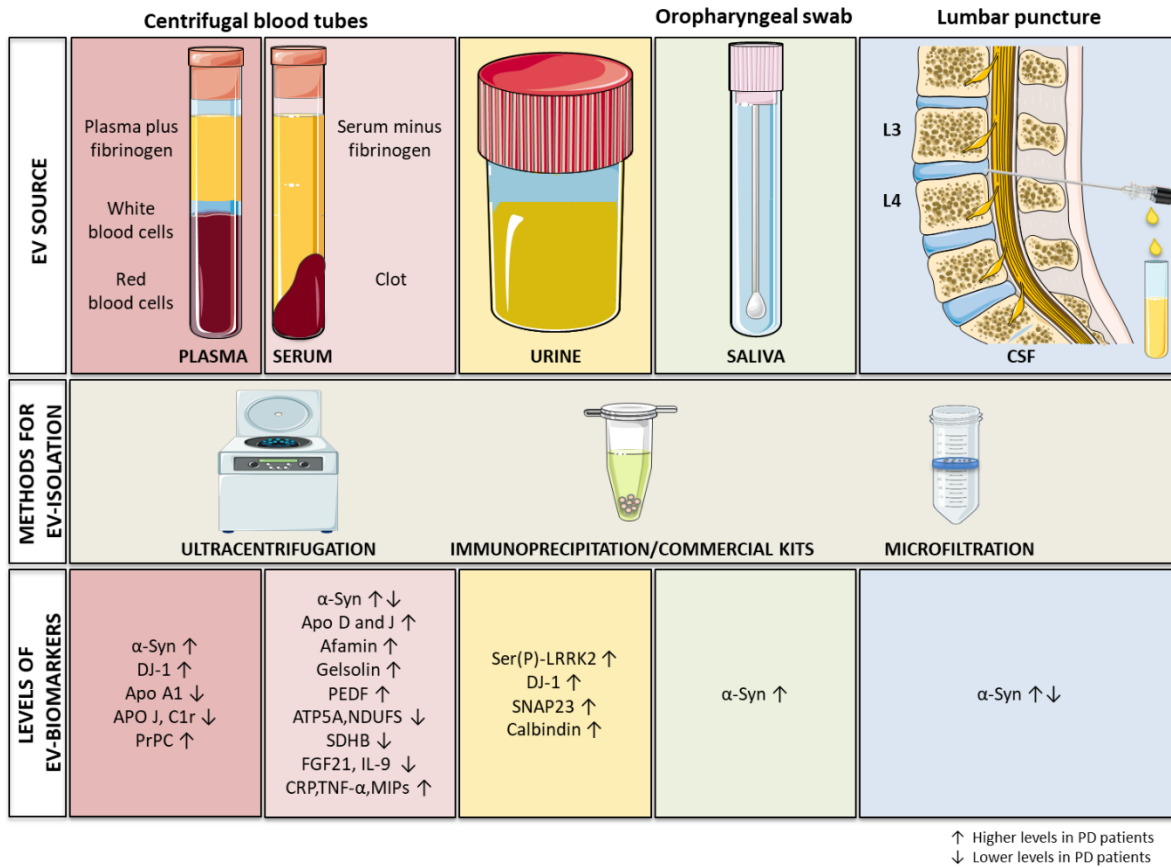 Centrifugal blood tubes
Oropharyngeal swab
Lumbar puncture
EV SOURCE
Plasma plus
fibrinogen
White
blood cells
Red
blood cells
Serum minus
fibrinogen
Clot
PLASMA
SERUM
URINE
SALIVA
L3
L4
CSF
METHODS FOR
EV-ISOLATION
ULTRACENTRIFUGATION
IMMUNOPRECIPITATION/COMMERCIAL KITS
MICROFILTRATION
LEVELS OF
EV-BIOMARKERS
α-Syn ↑
DJ-1 ↑
Apo A1 ↓
APO J, C1r ↓
PrPC ↑
α-Syn ↑↓
Apo D and J ↑
Afamin ↑
Gelsolin ↑
PEDF ↑
ATP5A,NDUFS ↓
SDHB ↓
FGF21, IL-9 ↓
CRP,TNF-α,MIPs ↑
Ser(P)-LRRK2 ↑
DJ-1 ↑
SNAP23 ↑
Calbindin ↑
α-Syn ↑
α-Syn ↑↓
↑ Higher levels in PD patients
↓ Lower levels in PD patients